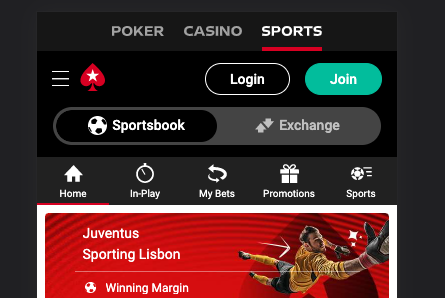 POKER CASINO SPORTS
Login Join
Sportsbook Exchange
Home In-Play My Bets Promotions Sports
Juventus
Sporting Lisbon
Winning Margin